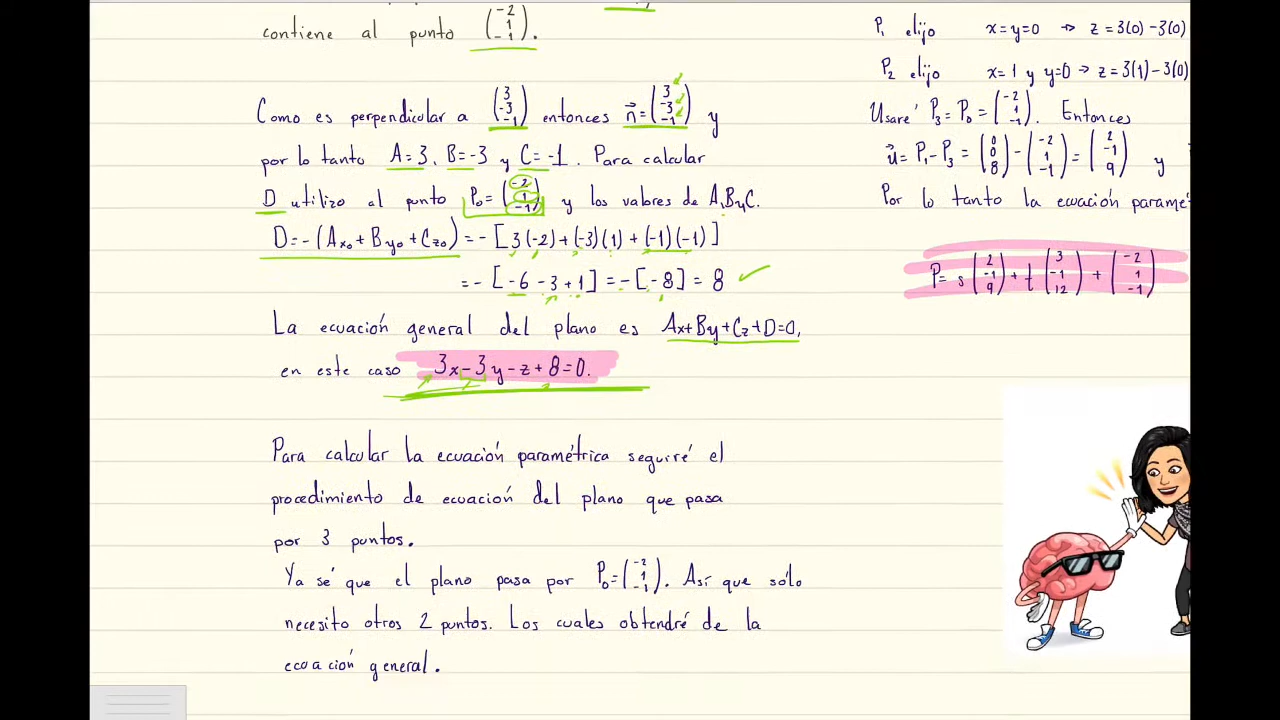 contiene al punto (-2 1 -1).
Como es perpendicolar a (3 -3 -1) entonces n⃗=(3 -3 -1) y
por lo tanto A=3, B=-3 y C=-1. Para calcular
D utilizo al punto P₀=(-2 1 -1) y los valores de A,B y C.
D=-(Ax₀+By₀+Cz₀)=-[3(-2)+(-3)(1)+(-1)(-1)]
=-[-6-3+1]=-[-8]=8
La ecuación general del plano es Ax+By+Cz+D=0,
en este caso 3x-3y-z+8=0.
Para calcular la ecuación paramétrica seguiré el
procedimiento de ecuación del plano que pasa
por 3 puntos.
Ya sé que el plano pasa por P₀=(-2 1 -1). Así que sólo
necesito otros 2 puntos. Los cuales obtendré de la
ecuación general.
P₁ elijo x=y=0 → z=3(0)-3(0)
P₂ elijo x=1 y y=0 → z=3(1)-3(0)
Usaré P₃=P₀=(-2 1 -1). Entonces
u⃗=P₁-P₃=(0 0 8)-(-2 1 -1)=(2 -1 9) y
Por lo tanto la ecuación paramé
P= s(2 -1 9)+t(3 -1 12)+(-2 1 -1)